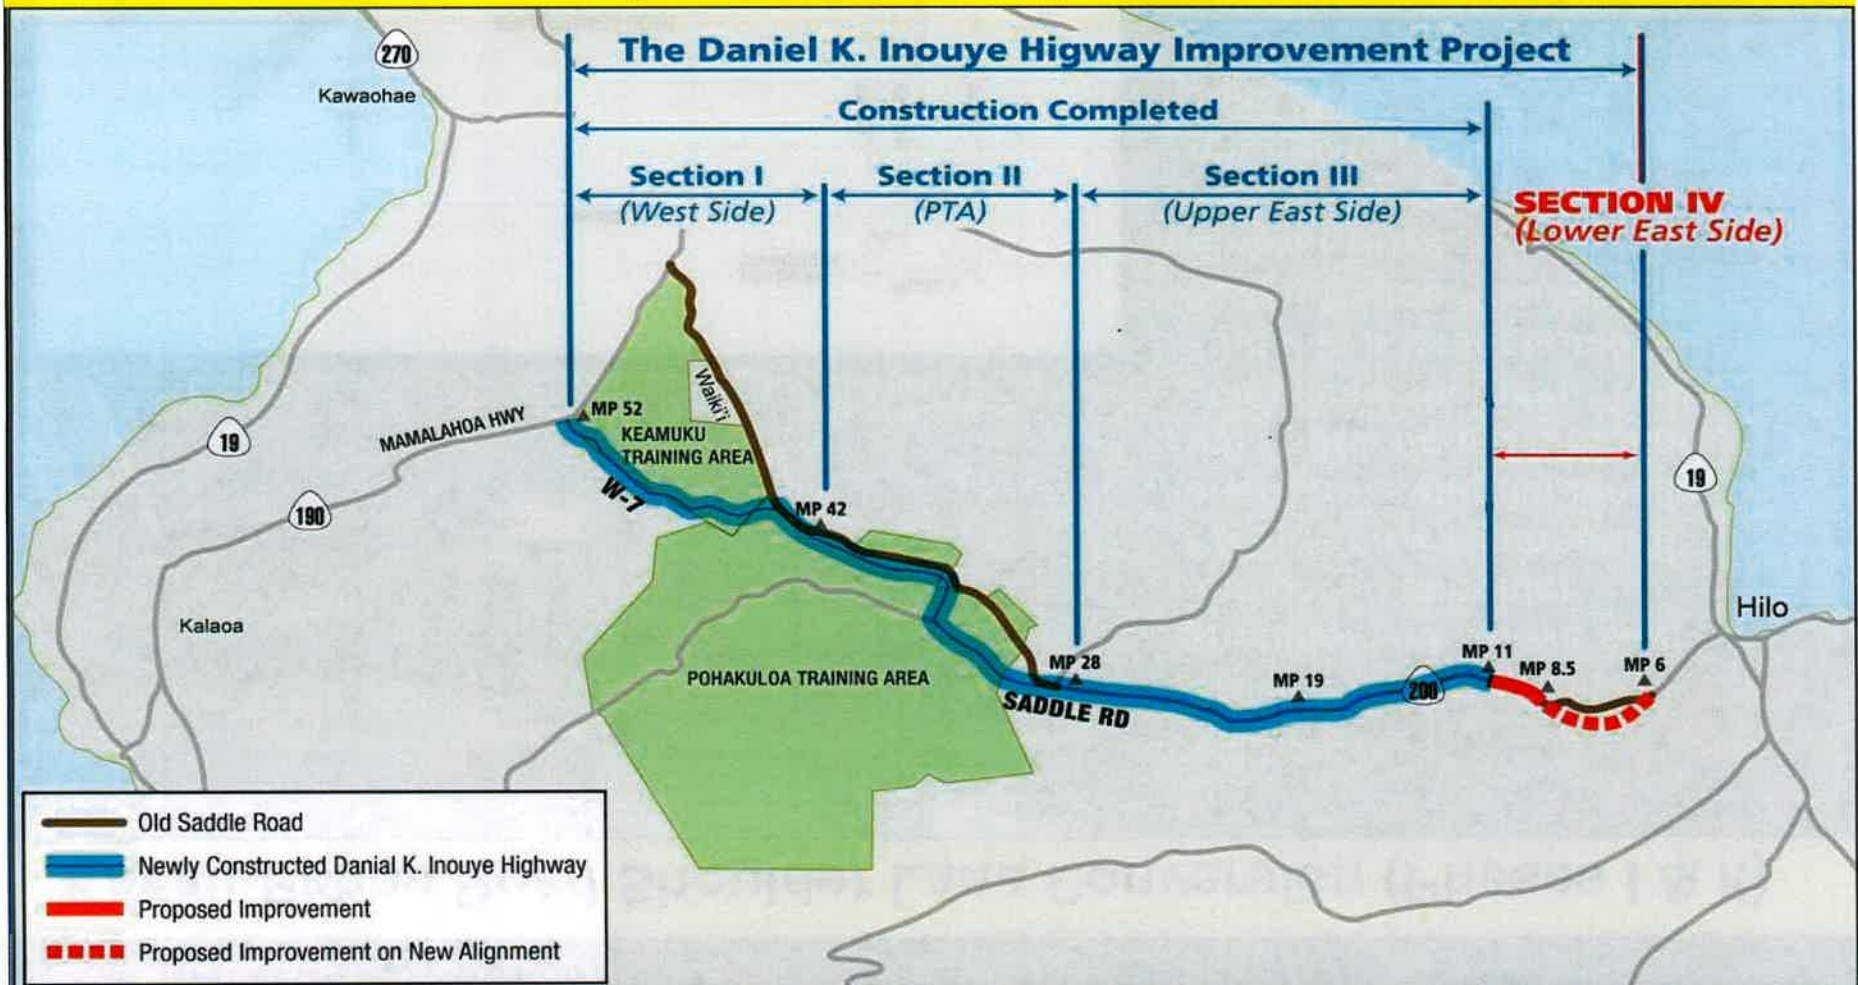 The Daniel K. Inouye Higway Improvement Project
Construction Completed
Section I
(West Side)
Section II
(PTA)
Section III
(Upper East Side)
SECTION IV
(Lower East Side)
270
Kawaohae
19
MAMALAHOA HWY
190
Kalaoa
MP 52
KEAMUKU
TRAINING AREA
Waiki'i
W-7
MP 42
POHAKULOA TRAINING AREA
MP 28
SADDLE RD
MP 19
200
MP 11
MP 8.5
MP 6
19
Hilo
Old Saddle Road
Newly Constructed Danial K. Inouye Highway
Proposed Improvement
Proposed Improvement on New Alignment